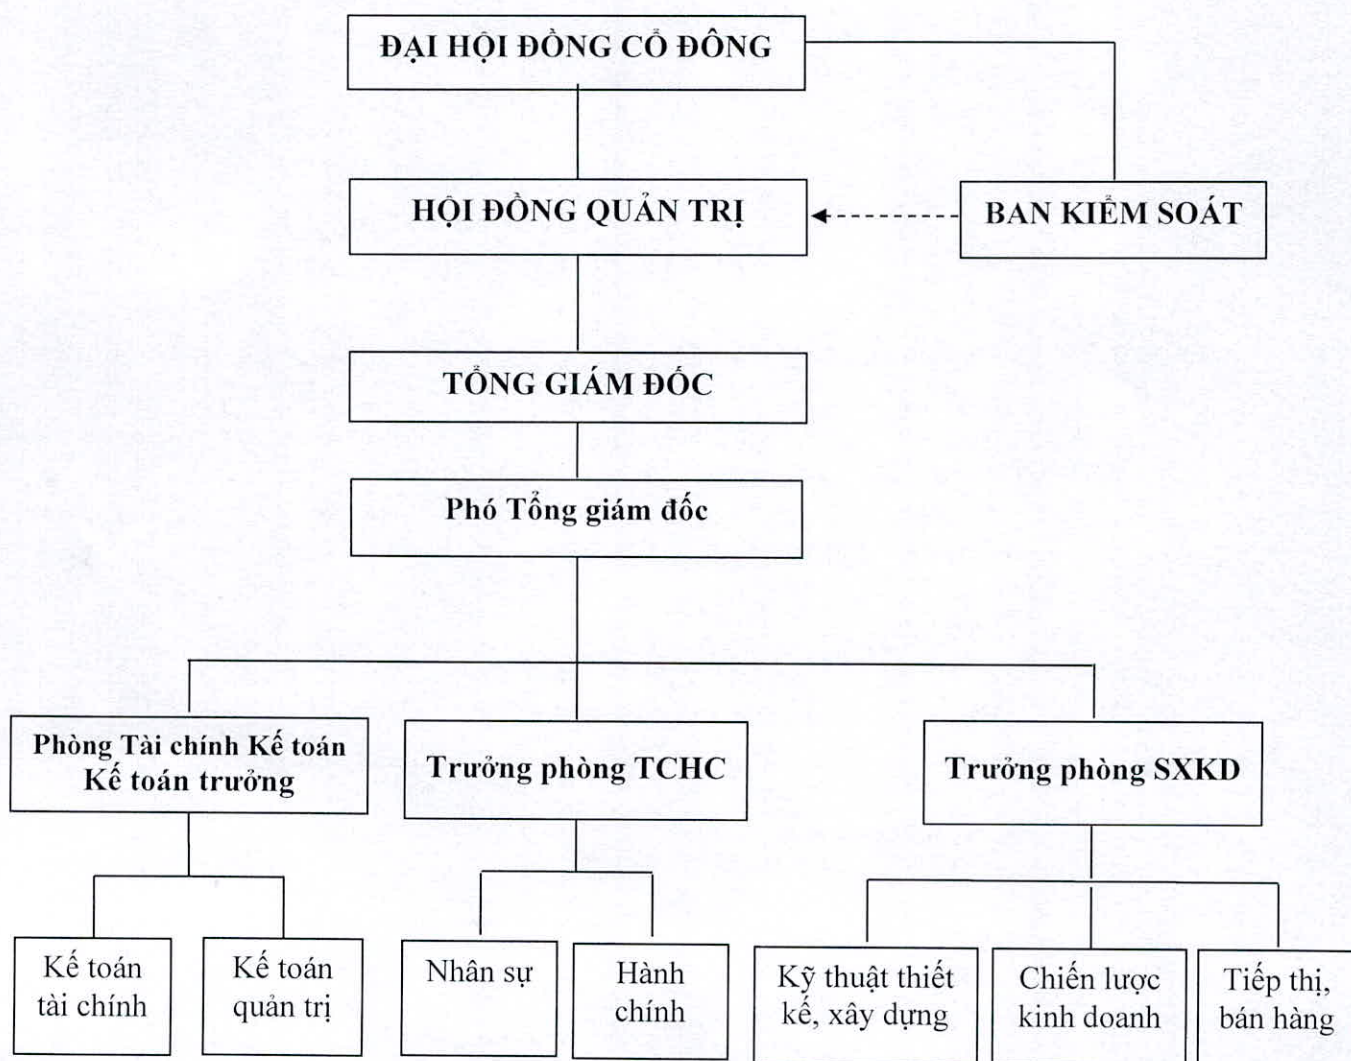 ĐẠI HỘI ĐỒNG CỔ ĐÔNG
HỘI ĐỒNG QUẢN TRỊ
BAN KIỂM SOÁT
TỔNG GIÁM ĐỐC
Phó Tổng giám đốc
Phòng Tài chính Kế toán
Kế toán trưởng
Trưởng phòng TCHC
Trưởng phòng SXKD
Kế toán
tài chính
Kế toán
quản trị
Nhân sự
Hành
chính
Kỹ thuật thiết
kế, xây dựng
Chiến lược
kinh doanh
Tiếp thị,
bán hàng